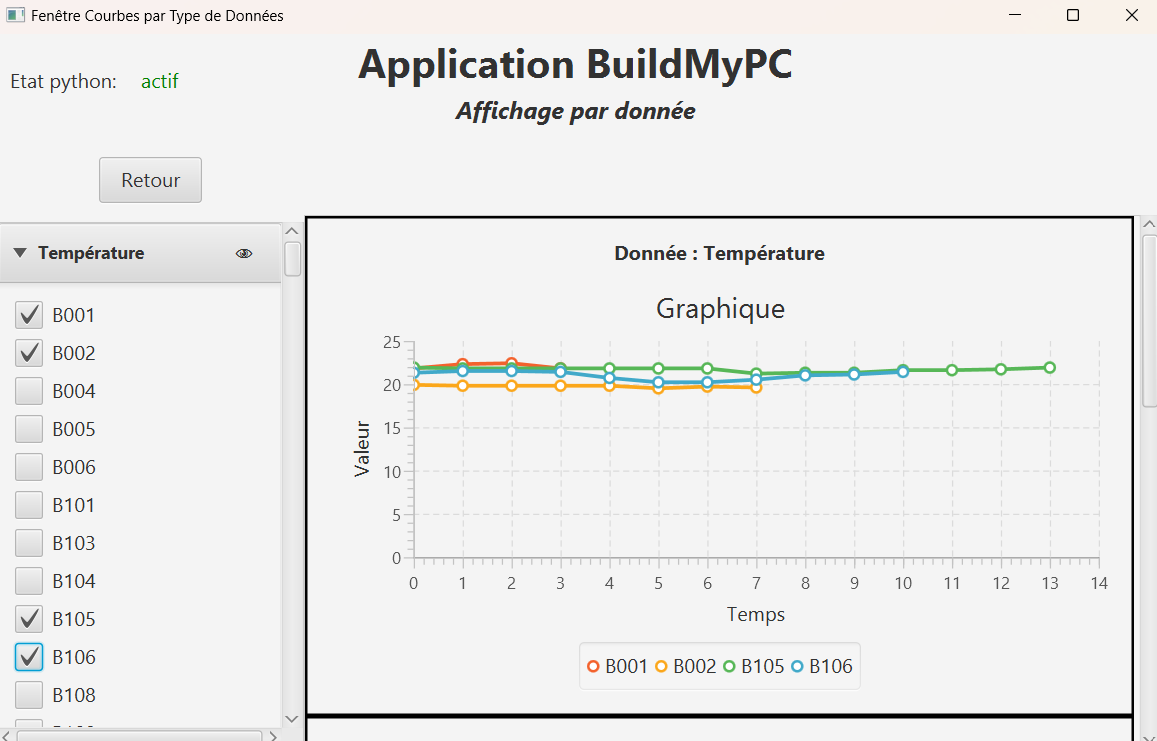 Fenêtre Courbes par Type de Données
Application BuildMyPC
Etat python: actif
Affichage par donnée
Retour
Température
B001
B002
B004
B005
B006
B101
B103
B104
B105
B106
B108
Donnée : Température
Graphique
25
20
15
10
5
0
Valeur
0 1 2 3 4 5 6 7 8 9 10 11 12 13 14
Temps
B001 B002 B105 B106